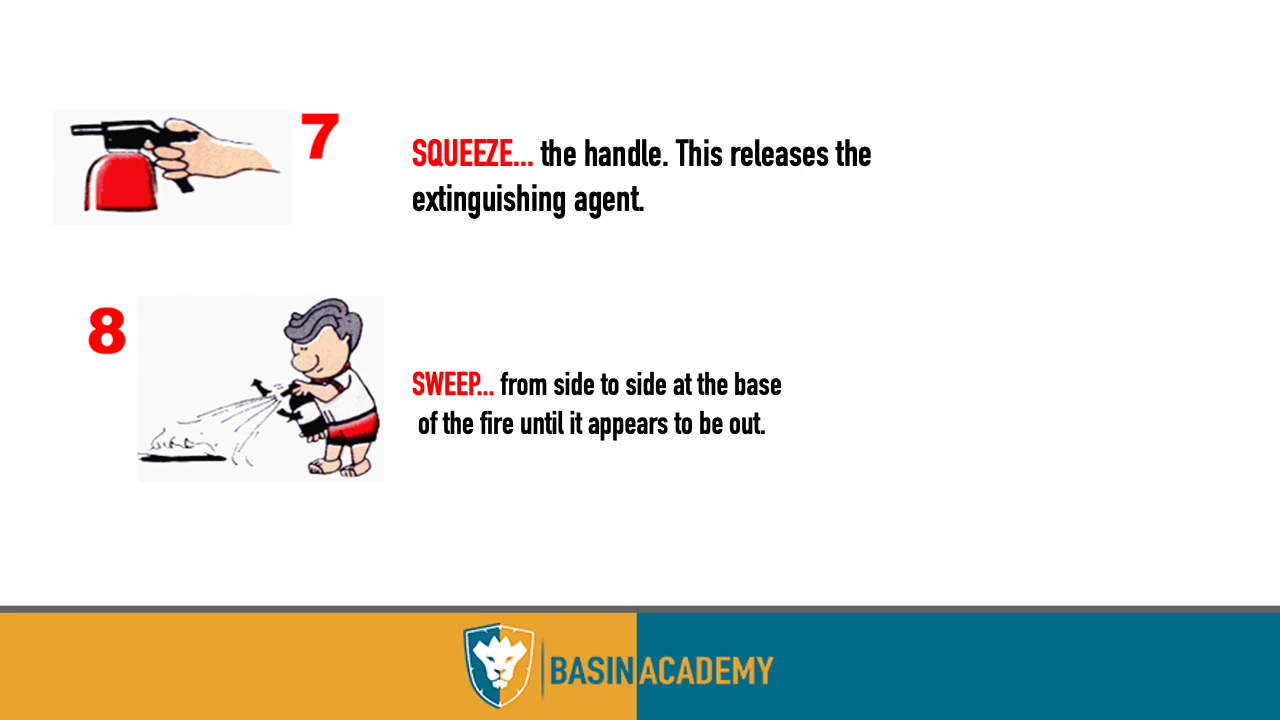 7
SQUEEZE... the handle. This releases the
extinguishing agent.
8
SWEEP... from side to side at the base
of the fire until it appears to be out.
BASIN ACADEMY